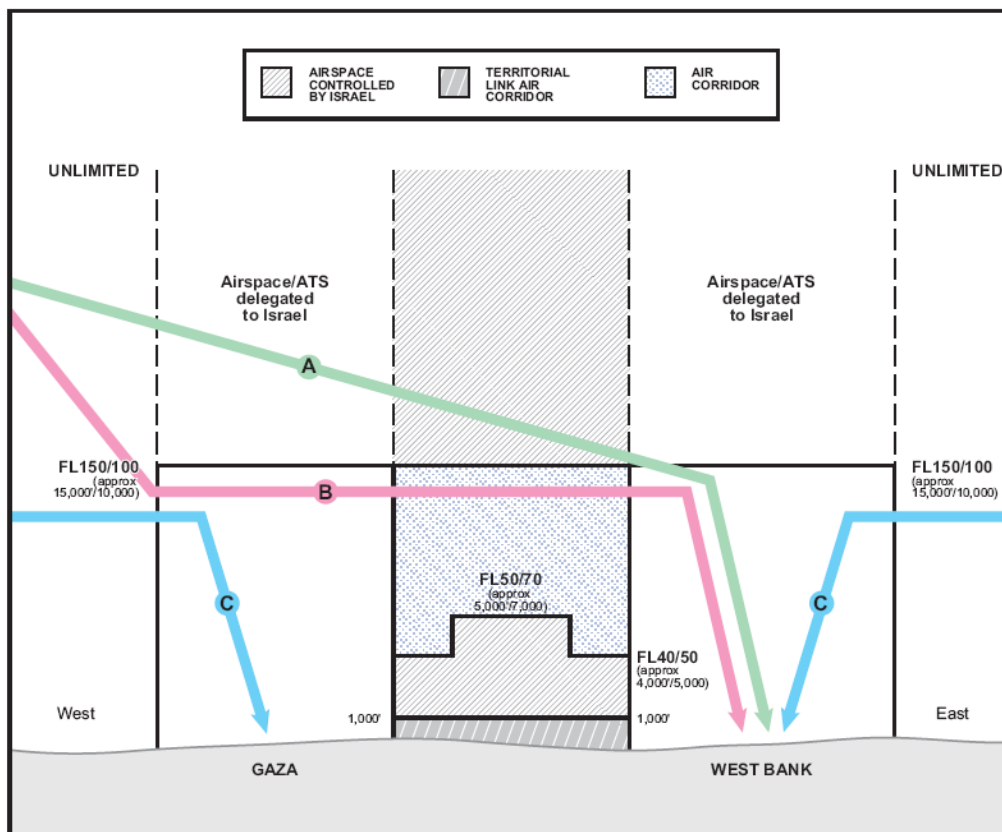 AIRSPACE
CONTROLLED
BY ISRAEL
TERRITORIAL
LINK AIR
CORRIDOR
AIR
CORRIDOR
UNLIMITED
UNLIMITED
Airspace/ATS
delegated
to Israel
Airspace/ATS
delegated
to Israel
A
FL150/100
(approx
15,000'/10,000)
FL150/100
(approx
15,000'/10,000)
B
FL50/70
(approx
5,000'/7,000)
C
C
FL40/50
(approx
4,000'/5,000)
West
1,000'
1,000'
East
GAZA
WEST BANK